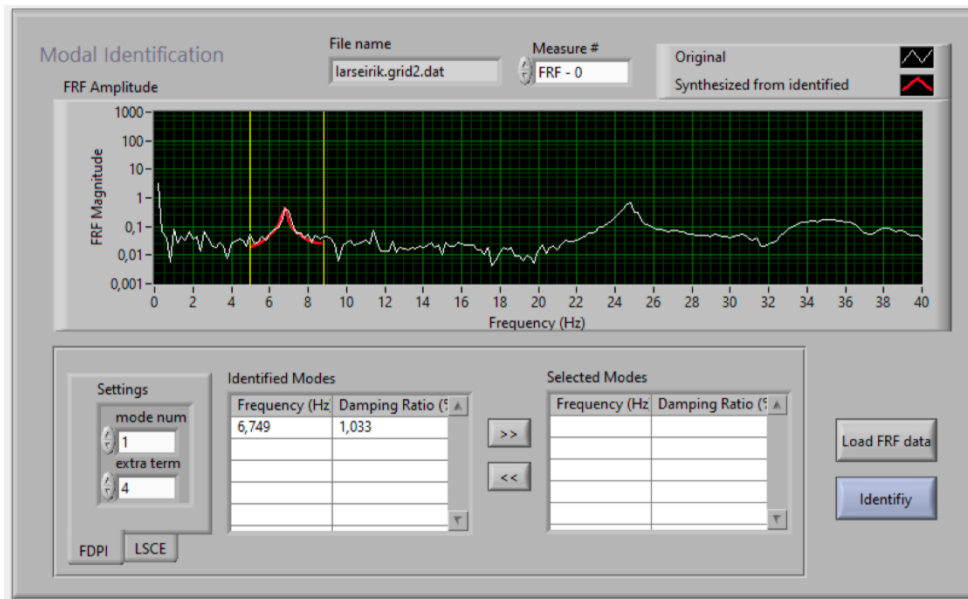 Modal Identification
File name
larseirik.grid2.dat
Measure #
FRF - 0
Original
Synthesized from identified
FRF Amplitude
FRF Magnitude
1000
100
10
1
0,1
0,01
0,001
0 2 4 6 8 10 12 14 16 18 20 22 24 26 28 30 32 34 36 38 40
Frequency (Hz)
Settings
mode num
1
extra term
4
FDPI LSCE
Identified Modes
Frequency (Hz Damping Ratio (%
6,749 1,033
>>
<<
Selected Modes
Frequency (Hz Damping Ratio (%
Load FRF data
Identifiy